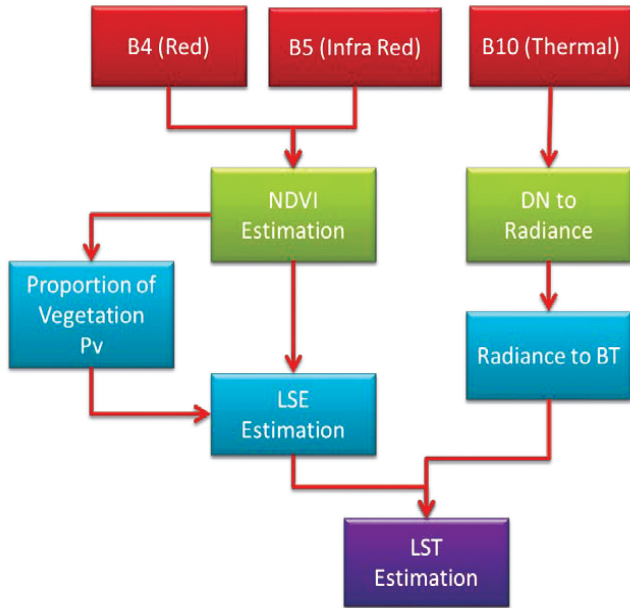 B4 (Red)
B5 (Infra Red)
B10 (Thermal)
NDVI
Estimation
DN to
Radiance
Proportion of
Vegetation
Pv
Radiance to BT
LSE
Estimation
LST
Estimation